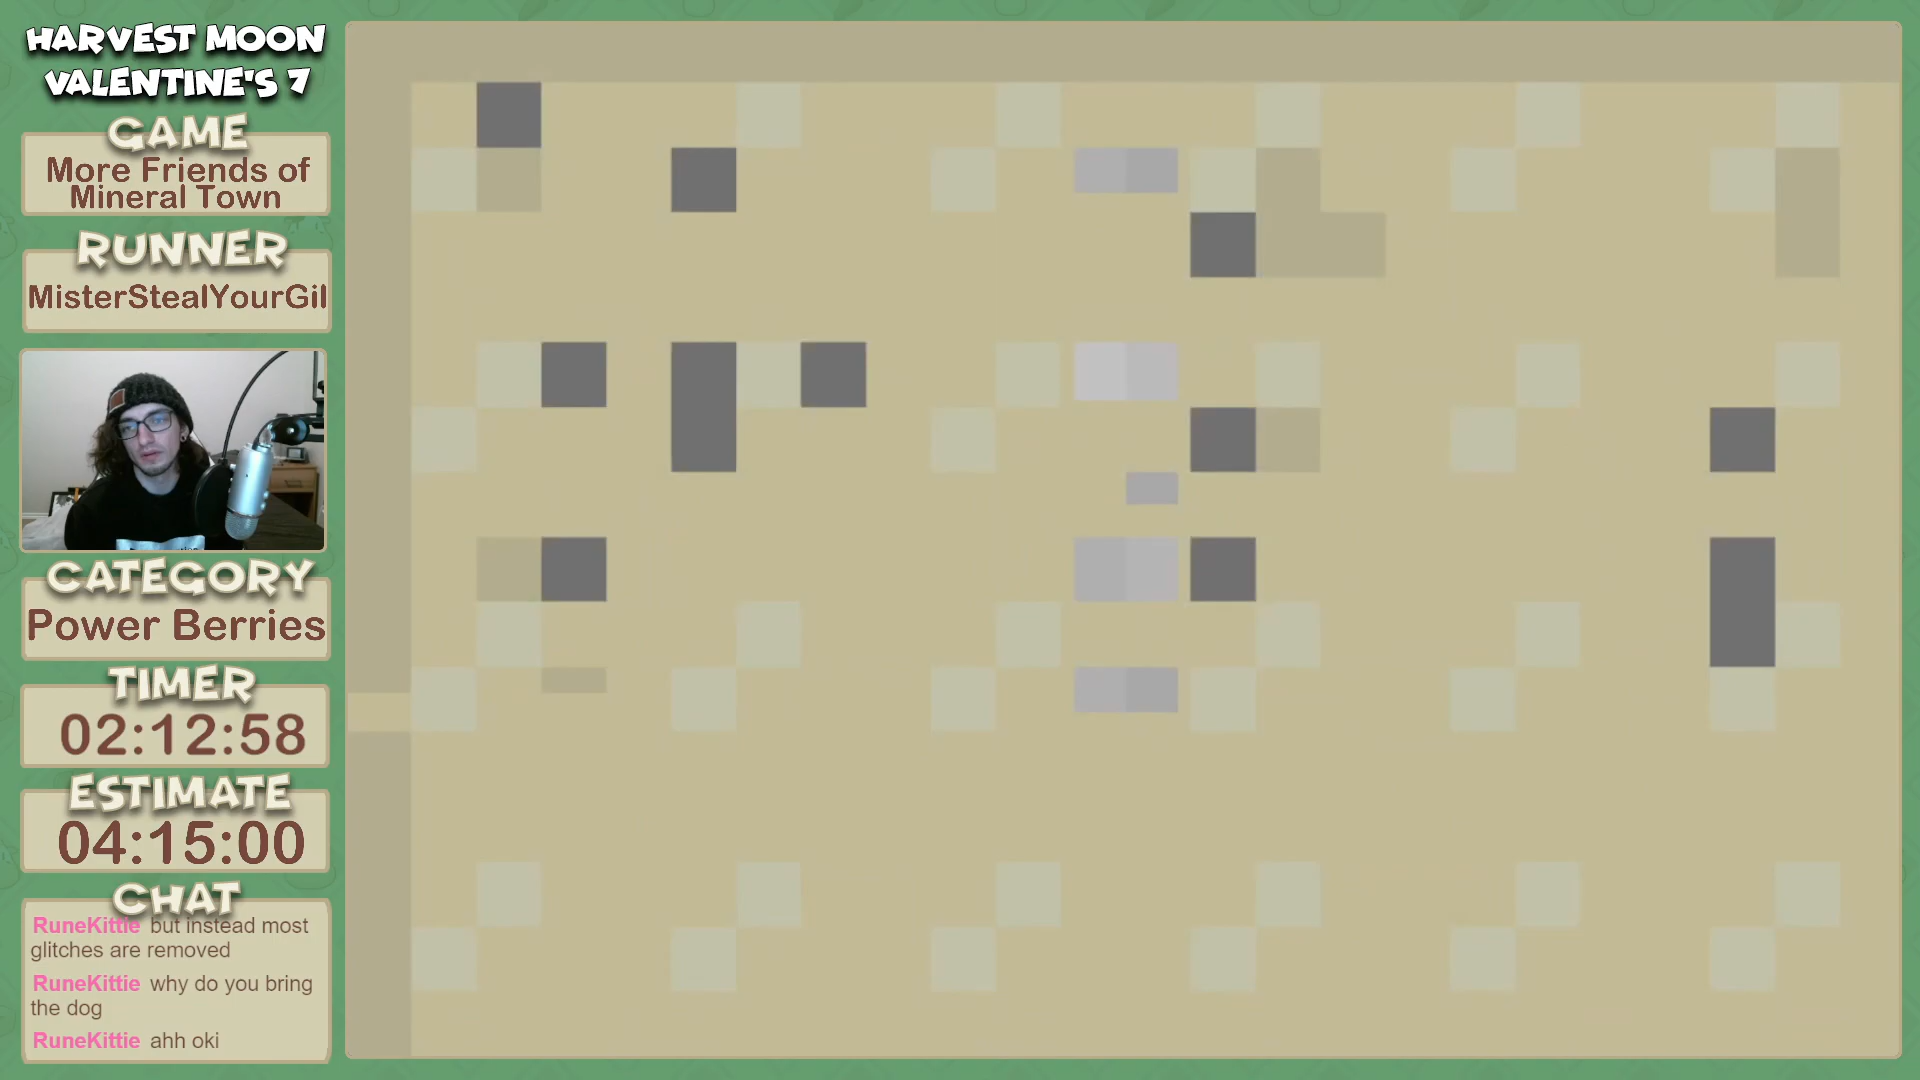 HARVEST MOON
VALENTINE'S 7
GAME
More Friends of
Mineral Town
RUNNER
MisterStealYourGil
CATEGORY
Power Berries
TIMER
02:12:58
ESTIMATE
04:15:00
CHAT
RuneKittie but instead most
glitches are removed
RuneKittie why do you bring
the dog
RuneKittie ahh oki